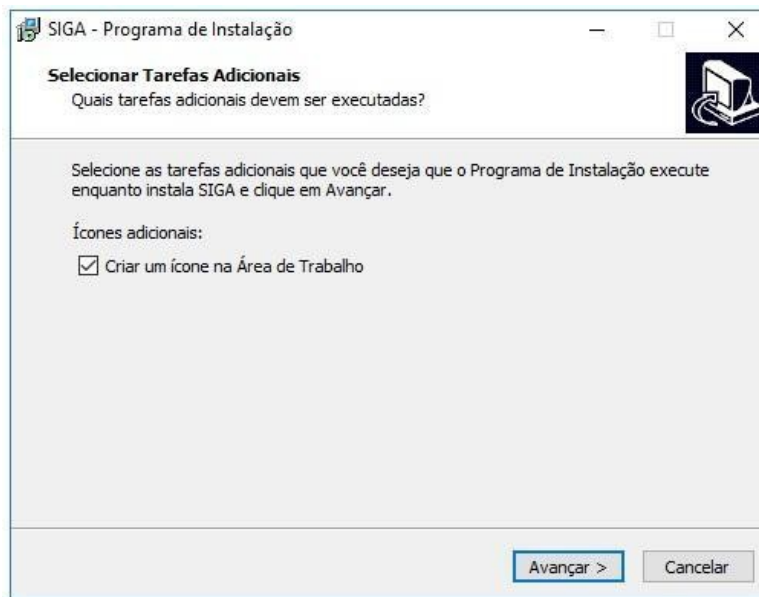 SIGA - Programa de Instalação
Selecionar Tarefas Adicionais
Quais tarefas adicionais devem ser executadas?
Selecione as tarefas adicionais que você deseja que o Programa de Instalação execute
enquanto instala SIGA e clique em Avançar.
Ícones adicionais:
Criar um ícone na Área de Trabalho
Avançar >
Cancelar